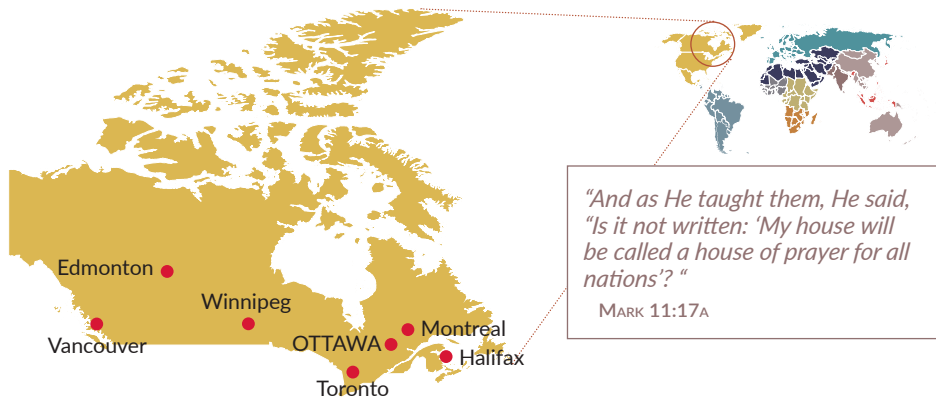 “And as He taught them, He said,
“Is it not written: ‘My house will
be called a house of prayer for all
nations’? “
MARK 11:17A
Edmonton
Winnipeg
Vancouver
OTTAWA
Montreal
Halifax
Toronto